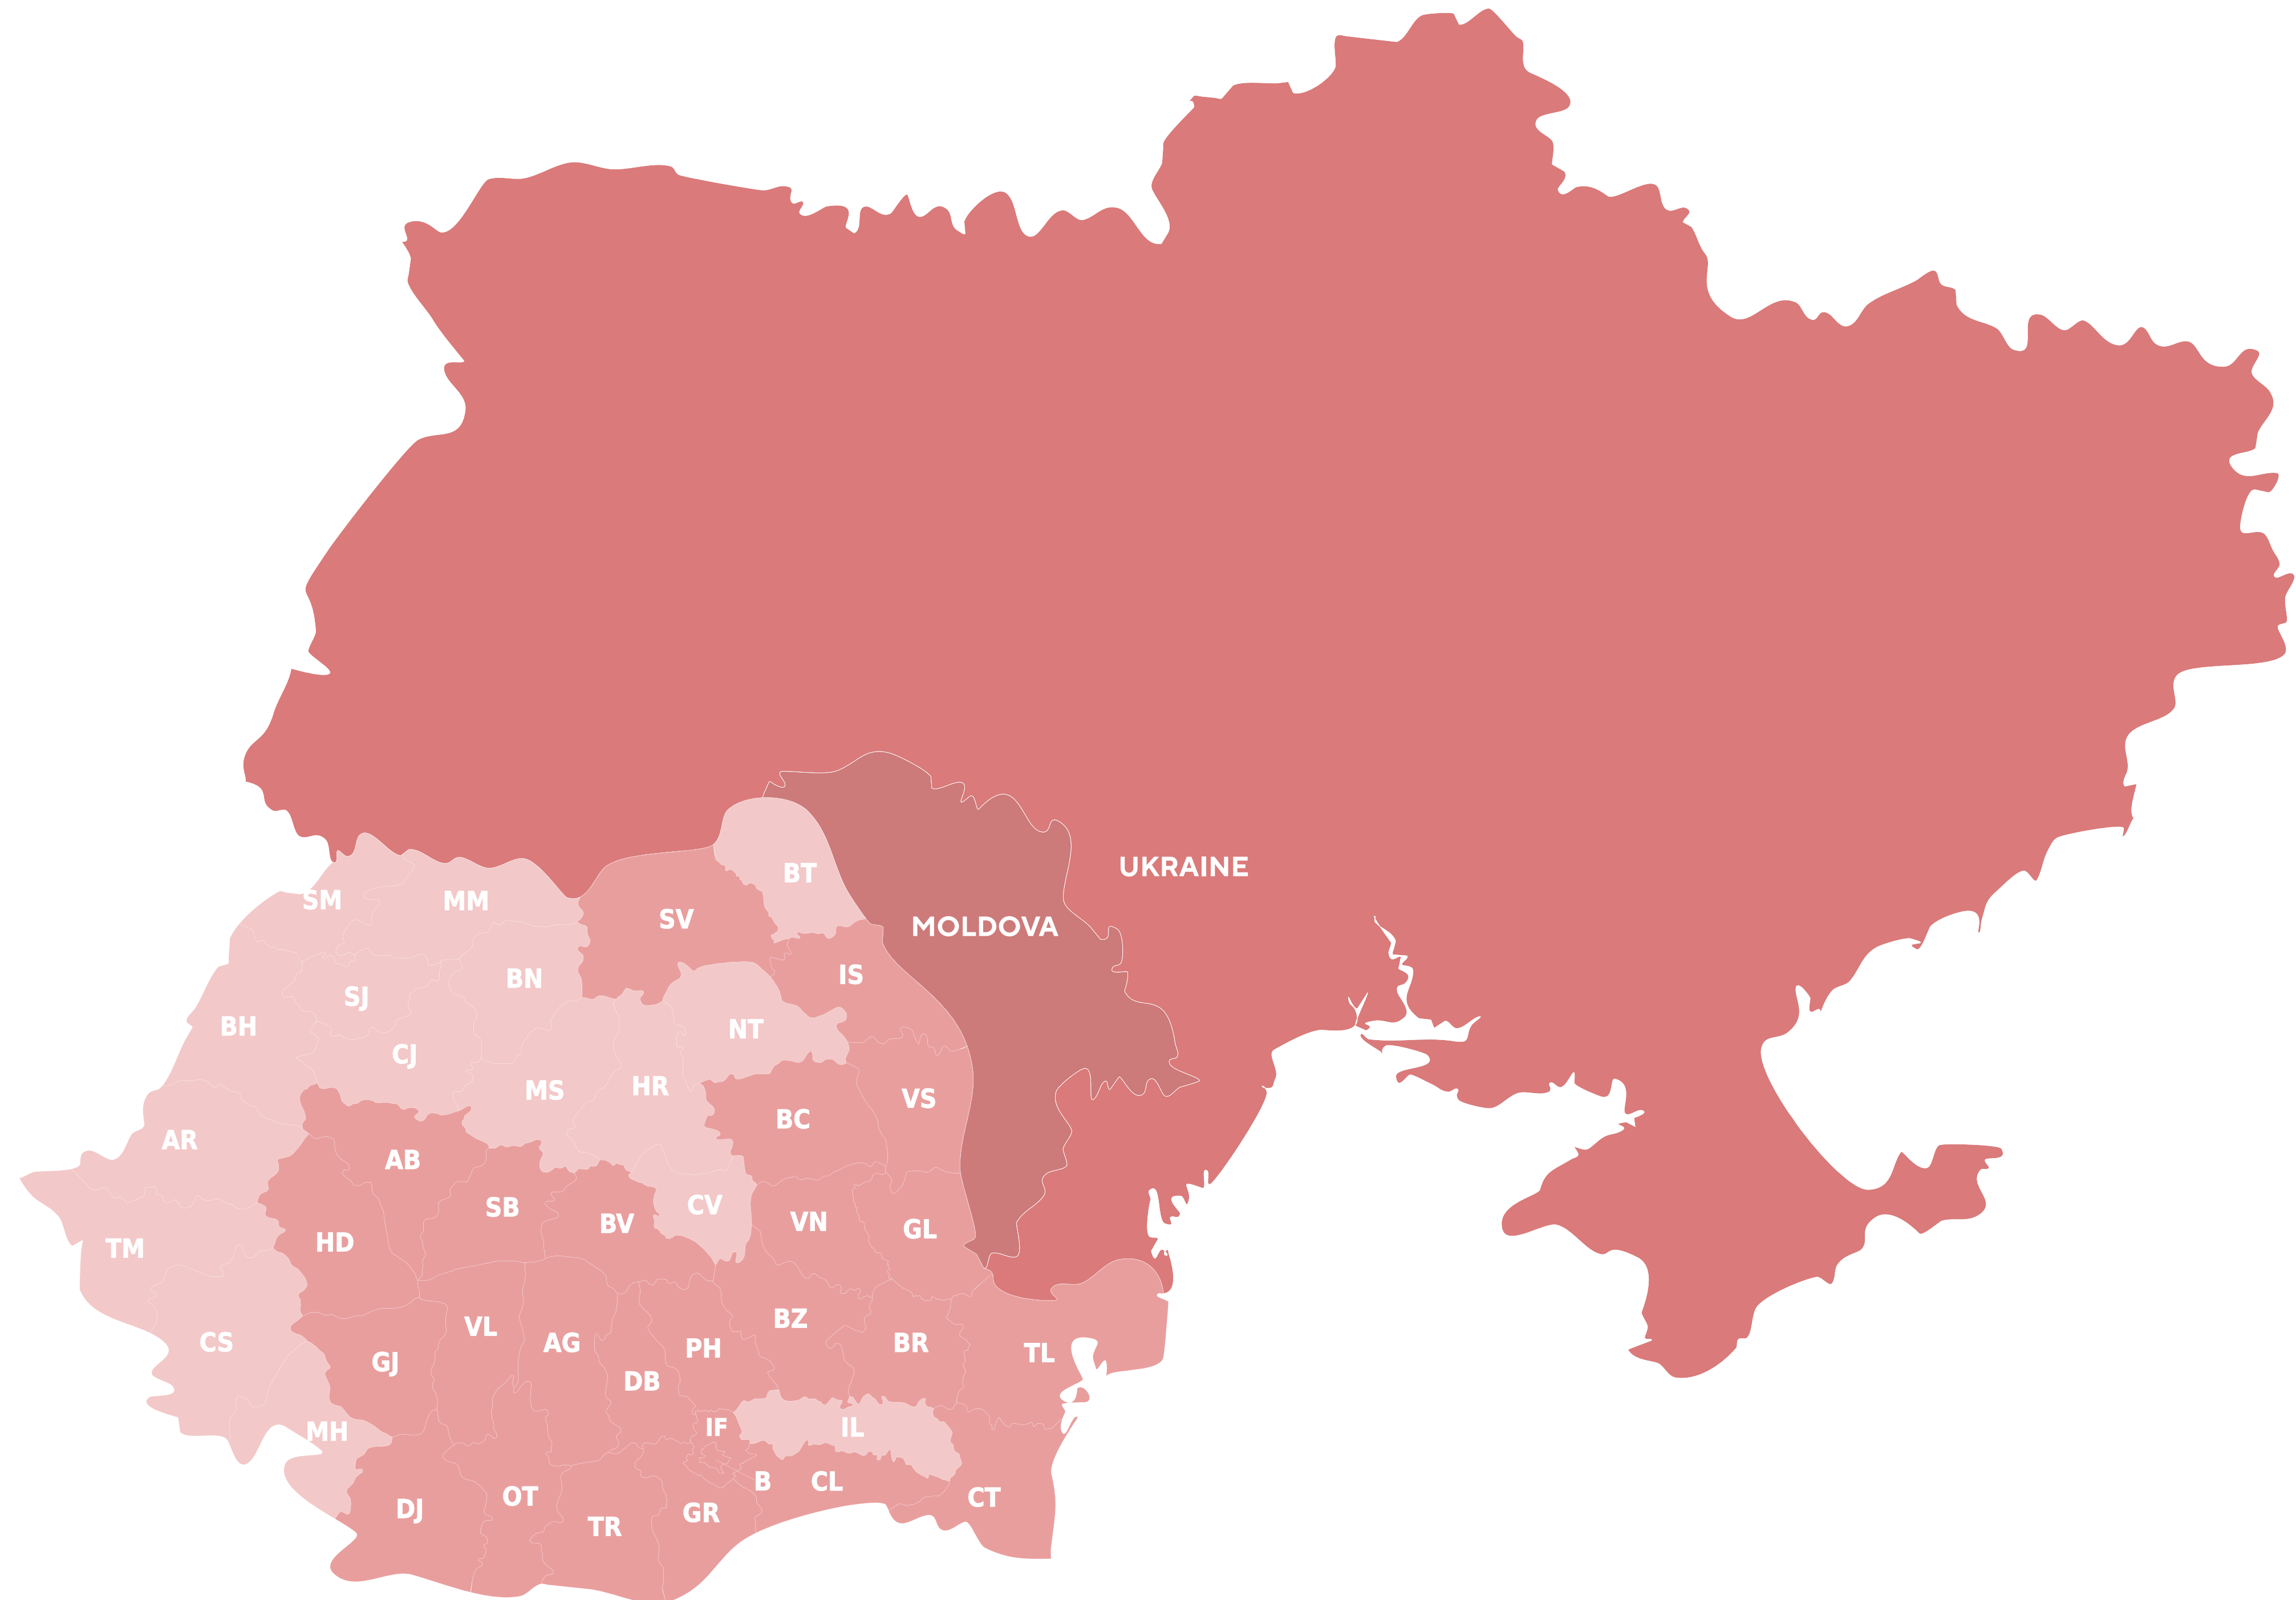 UKRAINE
BT
SM
MM
SV
MOLDOVA
IS
BN
SJ
BH
NT
CJ
MS
HR
VS
BC
AR
AB
CV
SB
BV
VN
GL
HD
TM
BZ
VL
CS
AG
PH
BR
TL
GJ
DB
MH
IF
IL
B
CL
OT
CT
DJ
GR
TR